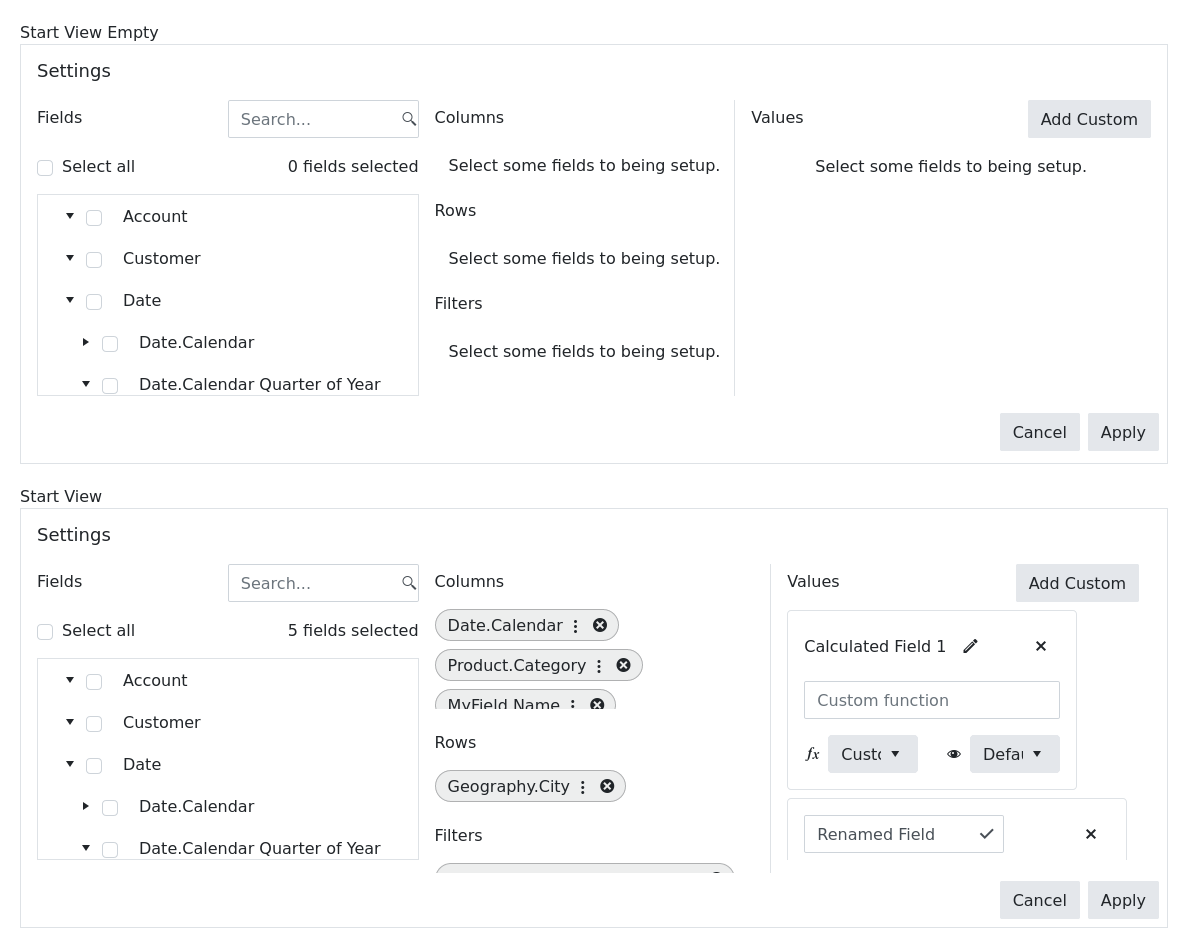 Start View Empty
Settings
Fields
Search...
Select all
0 fields selected
Account
Customer
Date
Date.Calendar
Date.Calendar Quarter of Year
Columns
Select some fields to being setup.
Rows
Select some fields to being setup.
Filters
Select some fields to being setup.
Values
Add Custom
Select some fields to being setup.
Cancel
Apply
Start View
Settings
Fields
Search...
Select all
5 fields selected
Account
Customer
Date
Date.Calendar
Date.Calendar Quarter of Year
Columns
Date.Calendar
Product.Category
MyField.Name
Rows
Geography.City
Filters
Values
Add Custom
Calculated Field 1
Custom function
fx
Custo
Defau
Renamed Field
Cancel
Apply